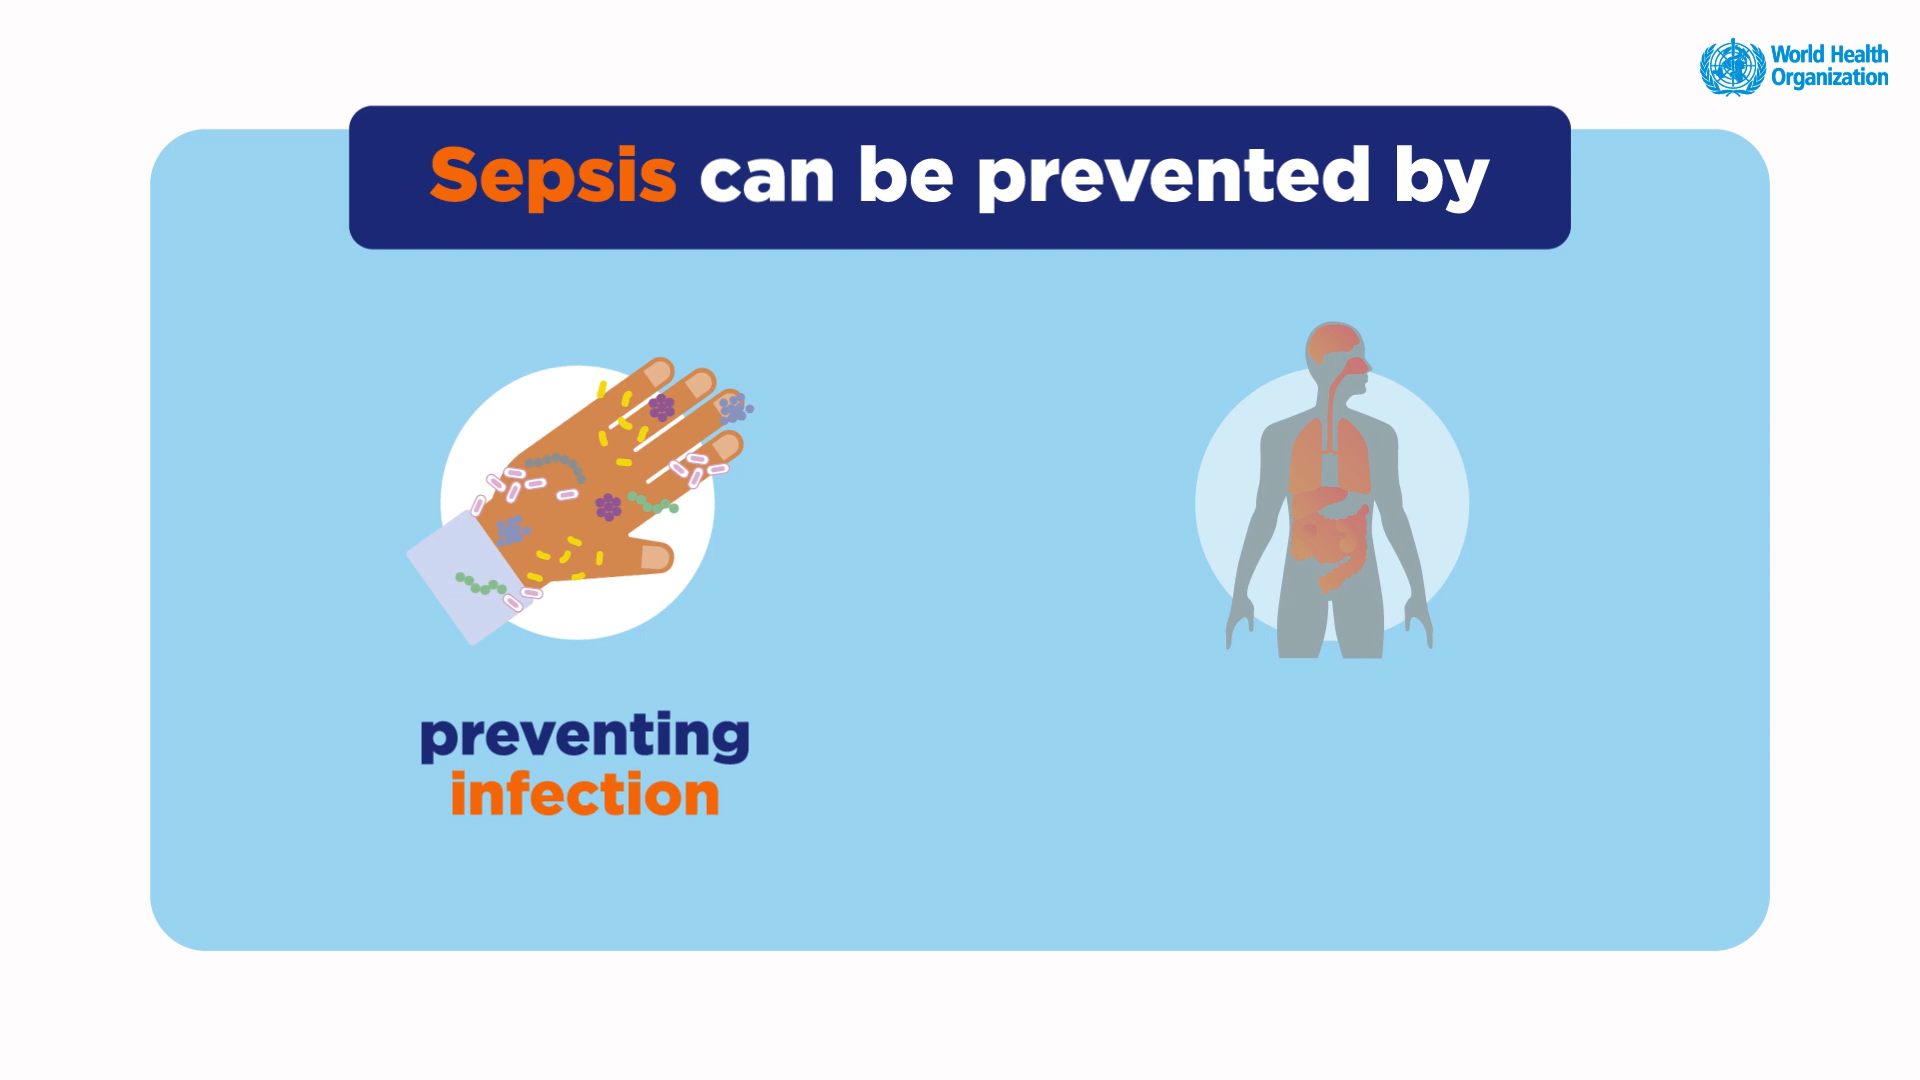 World Health
Organization
Sepsis can be prevented by
preventing
infection